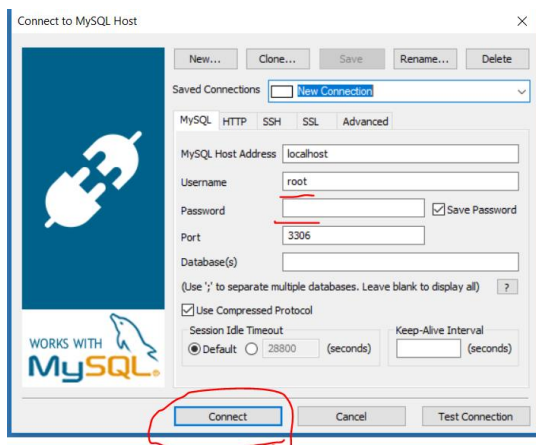 Connect to MySQL Host
New...
Clone...
Save
Rename...
Delete
Saved Connections
New Connection
MySQL
HTTP
SSH
SSL
Advanced
MySQL Host Address
localhost
Username
root
Password
Save Password
Port
3306
Database(s)
(Use ';' to separate multiple databases. Leave blank to display all)
?
Use Compressed Protocol
Session Idle Timeout
Default
28800
(seconds)
Keep-Alive Interval
(seconds)
WORKS WITH
MySQL®
Connect
Cancel
Test Connection